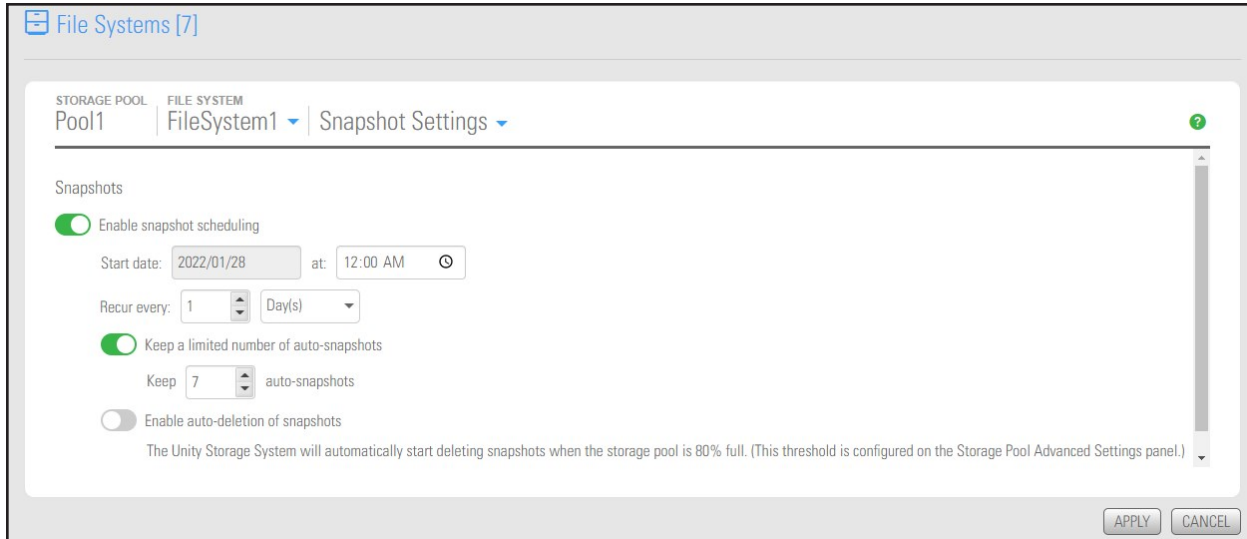 File Systems [7]
STORAGE POOL FILE SYSTEM
Pool1 FileSystem1 Snapshot Settings
?
Snapshots
Enable snapshot scheduling
Start date: 2022/01/28 at: 12:00 AM
Recur every: 1 Day(s)
Keep a limited number of auto-snapshots
Keep 7 auto-snapshots
Enable auto-deletion of snapshots
The Unity Storage System will automatically start deleting snapshots when the storage pool is 80% full. (This threshold is configured on the Storage Pool Advanced Settings panel.)
APPLY CANCEL